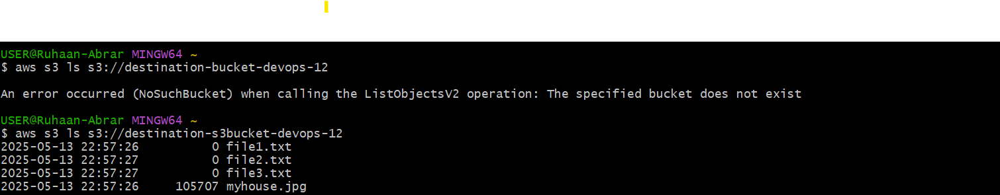 USER@Ruhaan-Abrar MINGW64 ~
$ aws s3 ls s3://destination-bucket-devops-12
An error occurred (NoSuchBucket) when calling the ListObjectsV2 operation: The specified bucket does not exist
USER@Ruhaan-Abrar MINGW64 ~
$ aws s3 ls s3://destination-s3bucket-devops-12
2025-05-13 22:57:26          0 file1.txt
2025-05-13 22:57:27          0 file2.txt
2025-05-13 22:57:27          0 file3.txt
2025-05-13 22:57:26     105707 myhouse.jpg